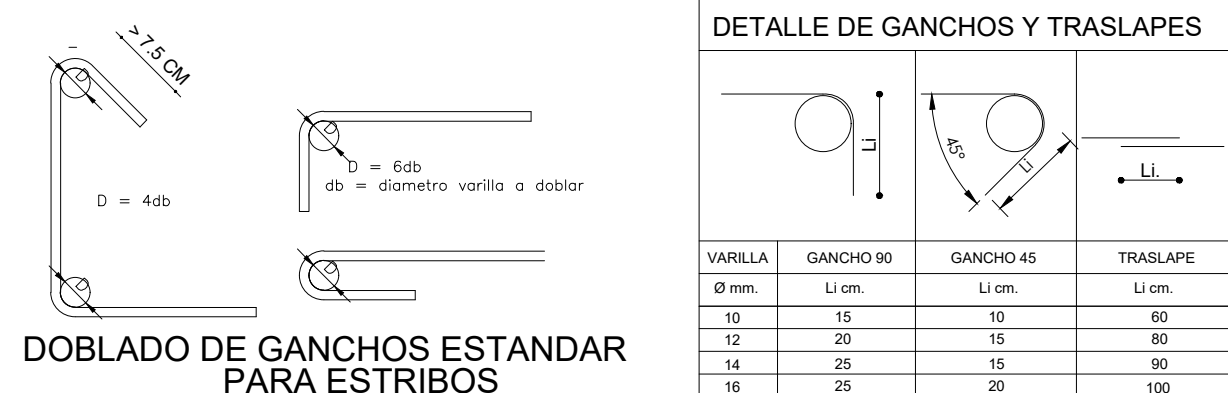 > 7.5 CM
D
D = 4db
D
D
D = 6db
db = diametro varilla a doblar
D
DOBLADO DE GANCHOS ESTANDAR
PARA ESTRIBOS
DETALLE DE GANCHOS Y TRASLAPES
Li
45°
Li
Li.
VARILLA GANCHO 90 GANCHO 45 TRASLAPE
Ø mm. Li cm. Li cm. Li cm.
10 15 10 60
12 20 15 80
14 25 15 90
16 25 20 100